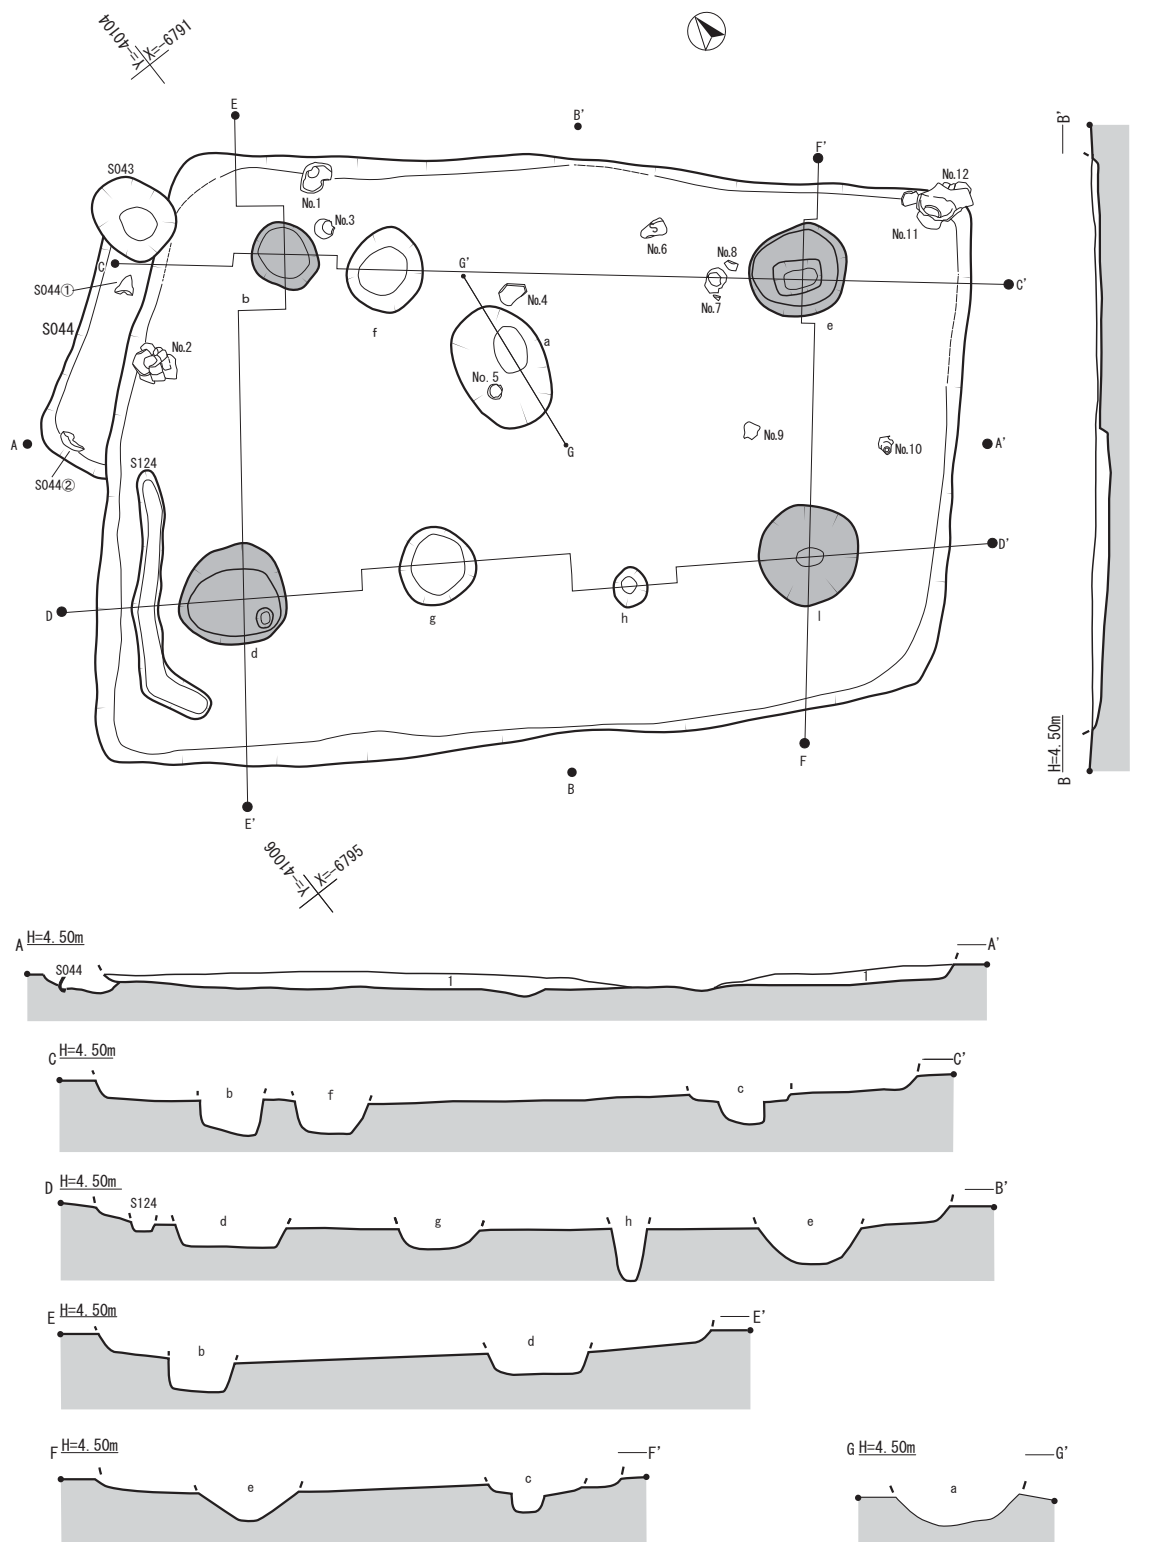 X=-6791
Y=-40104
E
B'
F'
B'
S043
No.1
No.12
No.3
No.11
No.6
No.8
C
G'
S044①
b
No.4
No.7
C'
f
e
S044
a
No.2
No. 5
A
No.9
No.10
A'
G
S124
S044②
D'
D
g
h
l
d
H=4.50m
F
B
B
E'
X=-6795
Y=-41006
A H=4.50m
A'
S044
1
1
C H=4.50m
C'
b
f
c
D H=4.50m
B'
S124
d
g
h
e
E H=4.50m
E'
b
d
F H=4.50m
F'
e
c
G H=4.50m
G'
a